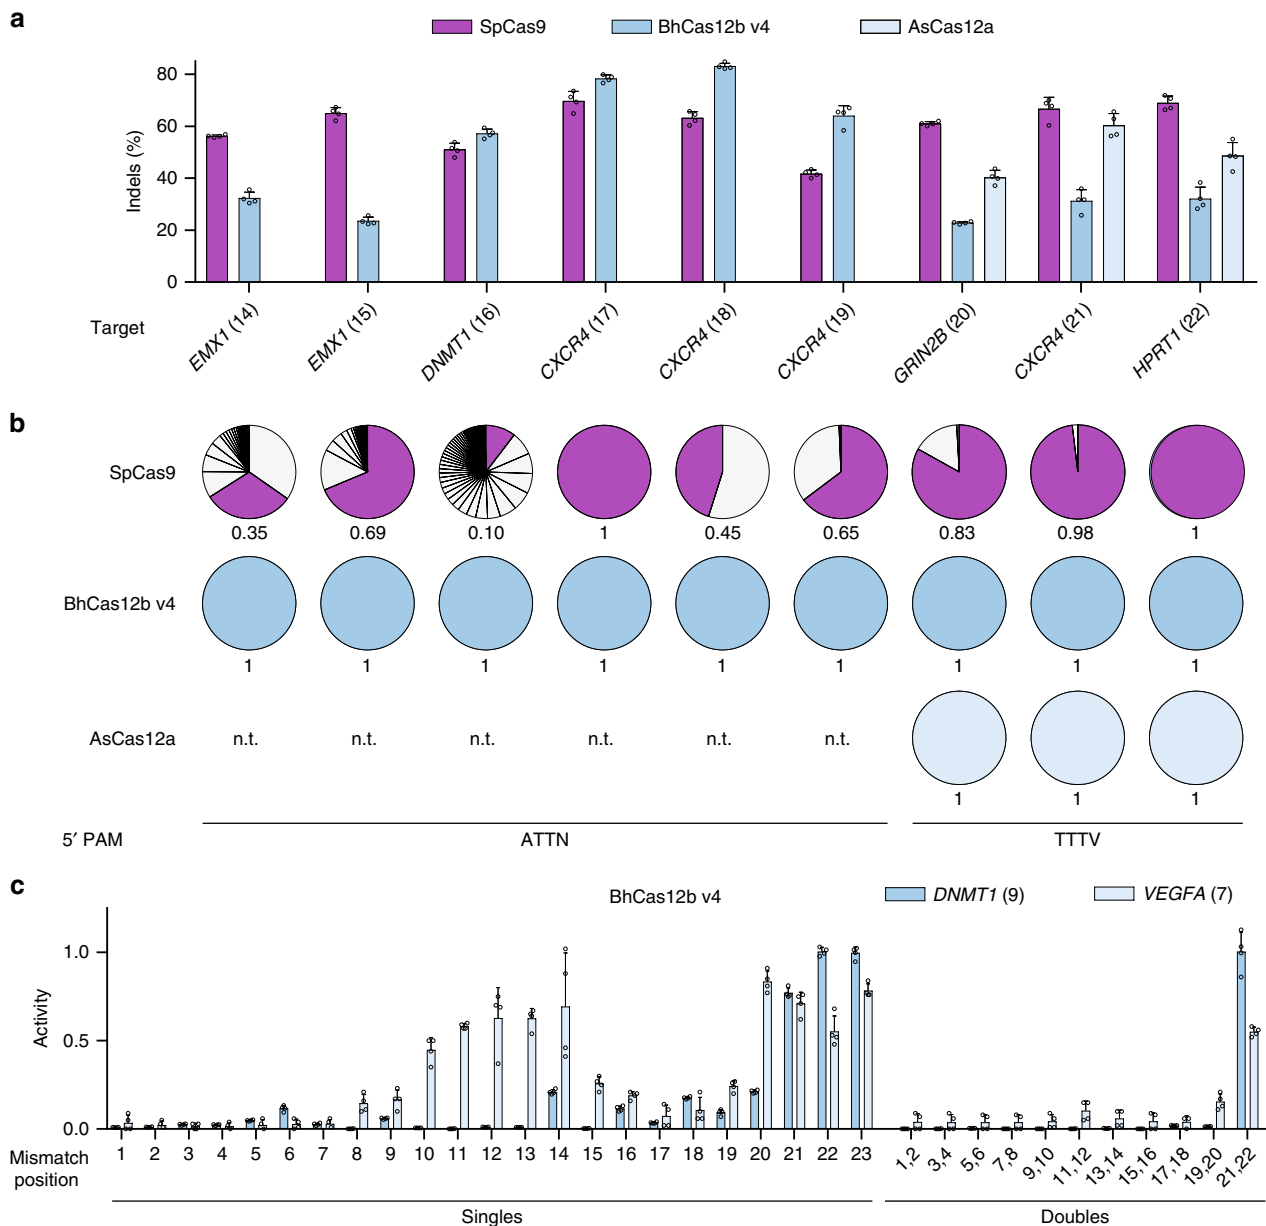 a
SpCas9 BhCas12b v4 AsCas12a
Indels (%)
80
60
40
20
0
Target
EMX1 (14) EMX1 (15) DNMT1 (16) CXCR4 (17) CXCR4 (18) CXCR4 (19) GRIN2B (20) CXCR4 (21) HPRT1 (22)
b
SpCas9
0.35 0.69 0.10 1 0.45 0.65 0.83 0.98 1
BhCas12b v4
1 1 1 1 1 1 1 1 1
AsCas12a n.t. n.t. n.t. n.t. n.t. n.t.
1 1 1
5′ PAM ATTN TTTV
c
BhCas12b v4 DNMT1 (9) VEGFA (7)
Activity
1.0
0.5
0.0
Mismatch position
1 2 3 4 5 6 7 8 9 10 11 12 13 14 15 16 17 18 19 20 21 22 23 1,2 3,4 5,6 7,8 9,10 11,12 13,14 15,16 17,18 19,20 21,22
Singles Doubles